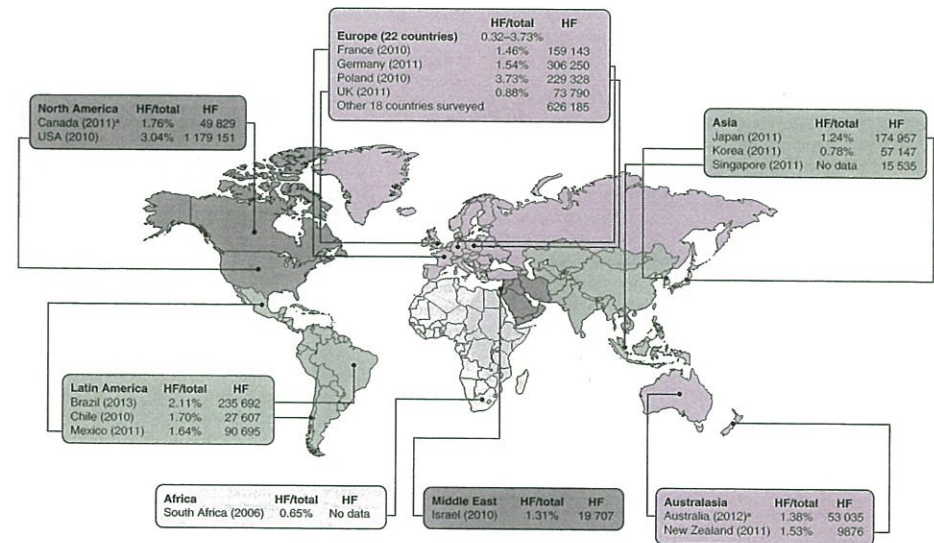 HF/total HF
Europe (22 countries) 0.32–3.73%
France (2010) 1.46% 159 143
Germany (2011) 1.54% 306 250
Poland (2010) 3.73% 229 328
UK (2011) 0.88% 73 790
Other 18 countries surveyed 626 185
North America HF/total HF
Canada (2011)ª 1.76% 49 829
USA (2010) 3.04% 1 179 151
Asia HF/total HF
Japan (2011) 1.24% 174 957
Korea (2011) 0.78% 57 147
Singapore (2011) No data 15 535
Latin America HF/total HF
Brazil (2013) 2.11% 235 692
Chile (2010) 1.70% 27 607
Mexico (2011) 1.64% 90 695
Africa HF/total HF
South Africa (2006) 0.65% No data
Middle East HF/total HF
Israel (2010) 1.31% 19 707
Australasia HF/total HF
Australia (2012)ª 1.38% 53 035
New Zealand (2011) 1.53% 9876